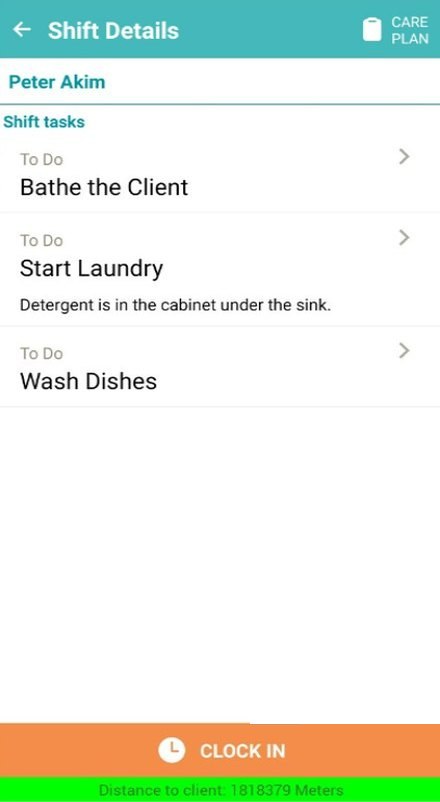 Shift Details
CARE
PLAN
Peter Akim
Shift tasks
To Do
Bathe the Client
To Do
Start Laundry
Detergent is in the cabinet under the sink.
To Do
Wash Dishes
CLOCK IN
Distance to client: 1818379 Meters